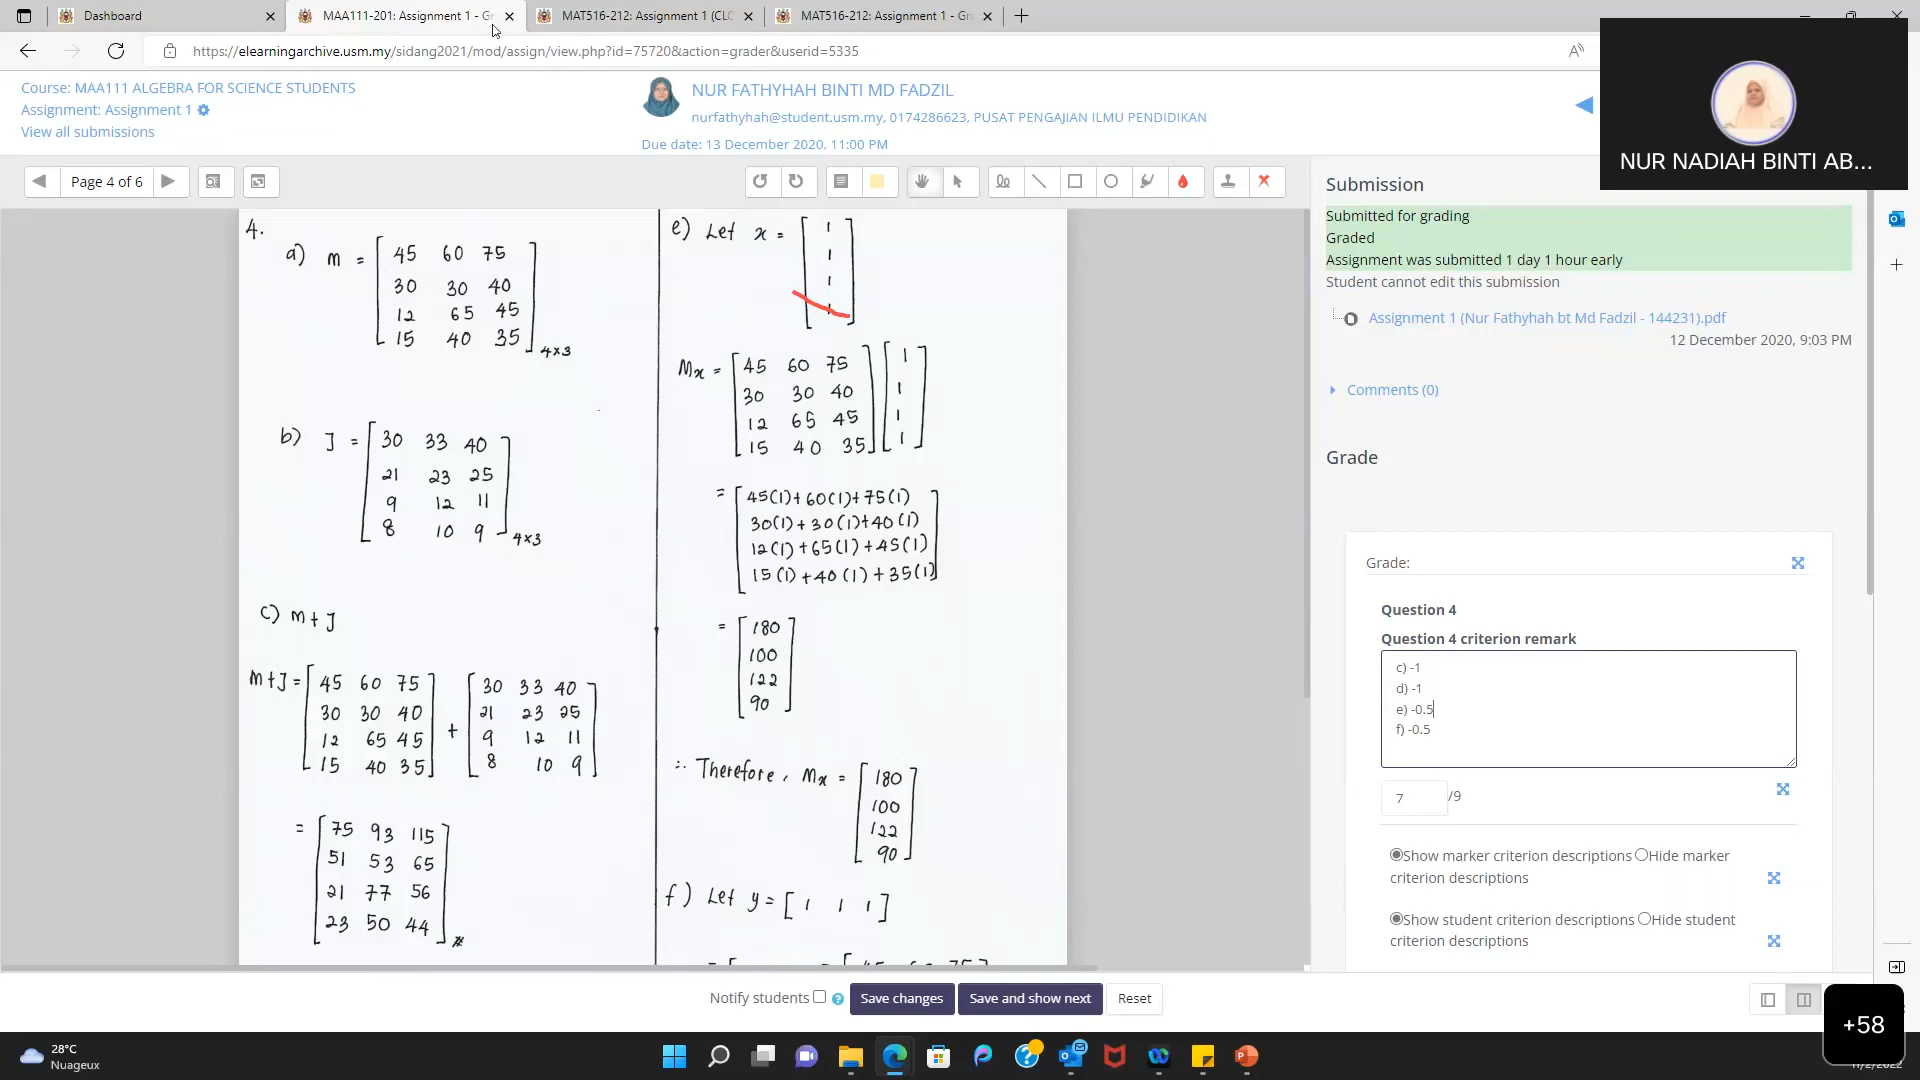 Dashboard
MAA111-201: Assignment 1 - Gr
MAT516-212: Assignment 1 (CLO
MAT516-212: Assignment 1 - Gr
https://elearningarchive.usm.my/sidang2021/mod/assign/view.php?id=75720&action=grader&userid=5335
Course: MAA111 ALGEBRA FOR SCIENCE STUDENTS
Assignment: Assignment 1
View all submissions
NUR FATHYHAH BINTI MD FADZIL
nurfathyhah@student.usm.my, 0174286623, PUSAT PENGAJIAN ILMU PENDIDIKAN
Due date: 13 December 2020, 11:00 PM
NUR NADIAH BINTI AB...
Page 4 of 6
4.
a) m = [ 45 60 75
30 30 40
12 65 45
15 40 35 ] 4×3
b) J = [ 30 33 40
21 23 25
9 12 11
8 10 9 ] 4×3
c) m + J
m+J = [ 45 60 75
30 30 40
12 65 45
15 40 35 ] + [ 30 33 40
21 23 25
9 12 11
8 10 9 ]
= [ 75 93 115
51 53 65
21 77 56
23 50 44 ]
e) Let x = [ 1
1
1
1 ]
Mx = [ 45 60 75
30 30 40
12 65 45
15 40 35 ] [ 1
1
1
1 ]
= [ 45(1)+60(1)+75(1)
30(1)+30(1)+40(1)
12(1)+65(1)+45(1)
15(1)+40(1)+35(1) ]
= [ 180
100
122
90 ]
∴ Therefore, Mx = [ 180
100
122
90 ]
f) Let y = [ 1 1 1 ]
Submission
Submitted for grading
Graded
Assignment was submitted 1 day 1 hour early
Student cannot edit this submission
Assignment 1 (Nur Fathyhah bt Md Fadzil - 144231).pdf
12 December 2020, 9:03 PM
Comments (0)
Grade
Grade:
Question 4
Question 4 criterion remark
c) -1
d) -1
e) -0.5
f) -0.5
7 /9
Show marker criterion descriptions Hide marker
criterion descriptions
Show student criterion descriptions Hide student
criterion descriptions
Notify students
Save changes
Save and show next
Reset
+58
28°C
Nuageux